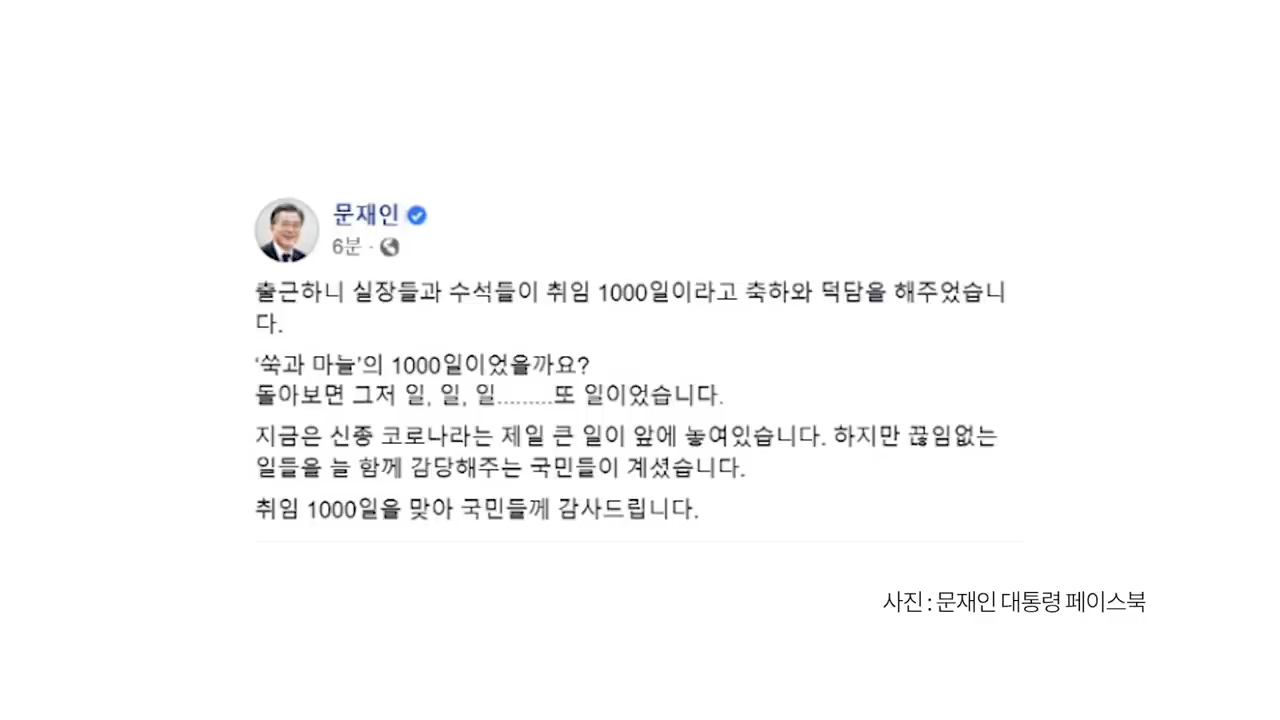 문재인
6분 ·
출근하니 실장들과 수석들이 취임 1000일이라고 축하와 덕담을 해주었습니
다.
‘쑥과 마늘’의 1000일이었을까요?
돌아보면 그저 일, 일, 일.........또 일이었습니다.
지금은 신종 코로나라는 제일 큰 일이 앞에 놓여있습니다. 하지만 끊임없는
일들을 늘 함께 감당해주는 국민들이 계셨습니다.
취임 1000일을 맞아 국민들께 감사드립니다.
사진 : 문재인 대통령 페이스북